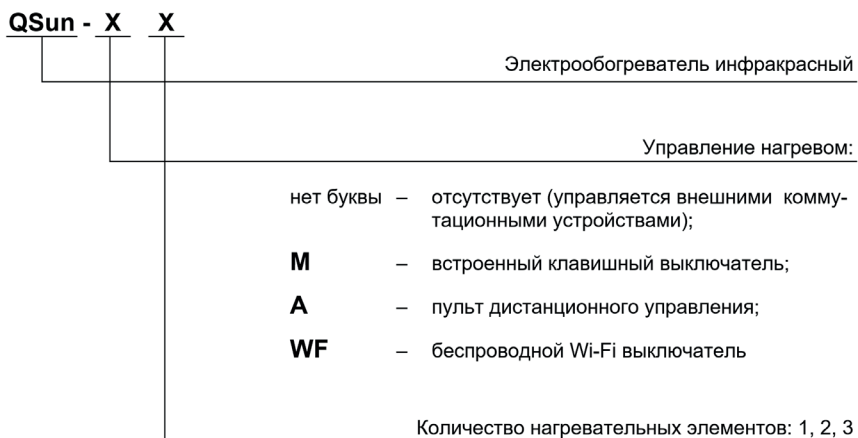 QSun - X X
Электрообогреватель инфракрасный
Управление нагревом:
нет буквы – отсутствует (управляется внешними комму-
тационными устройствами);
M – встроенный клавишный выключатель;
A – пульт дистанционного управления;
WF – беспроводной Wi-Fi выключатель
Количество нагревательных элементов: 1, 2, 3